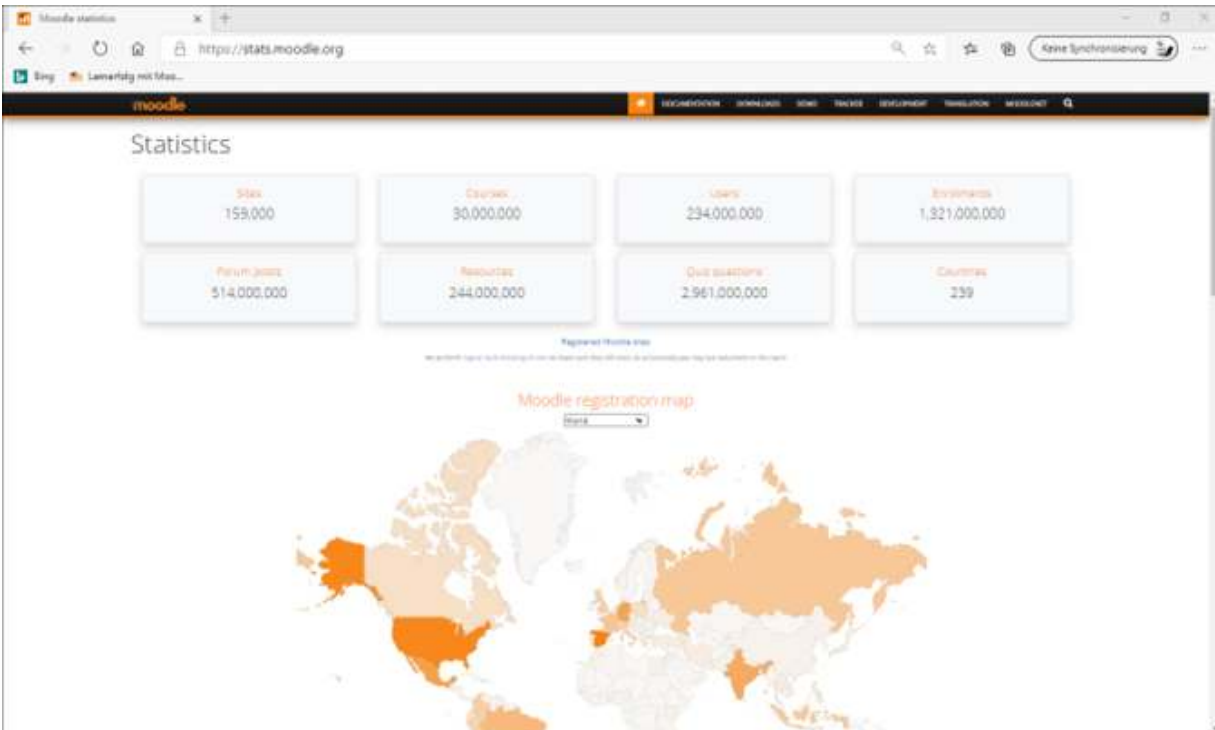 Moodle statistics
https://stats.moodle.org
Keine Synchronisierung
Bing Lernerfolg mit Moo...
moodle
DOCUMENTATION DOWNLOADS DEMO TRACKER DEVELOPMENT TRANSLATION MOODLENET
Statistics
Sites Courses Users Enrolments
159,000 30,000,000 234,000,000 1,321,000,000
Forum posts Resources Quiz questions Countries
514,000,000 244,000,000 2,961,000,000 239
Registered Moodle sites
Moodle registration map
World